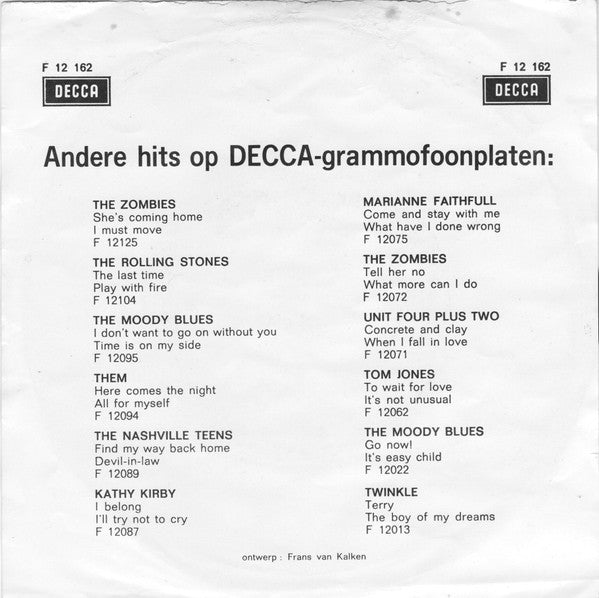 F 12 162
DECCA
F 12 162
DECCA
Andere hits op DECCA-grammofoonplaten:
THE ZOMBIES
She's coming home
I must move
F 12125
THE ROLLING STONES
The last time
Play with fire
F 12104
THE MOODY BLUES
I don't want to go on without you
Time is on my side
F 12095
THEM
Here comes the night
All for myself
F 12094
THE NASHVILLE TEENS
Find my way back home
Devil-in-law
F 12089
KATHY KIRBY
I belong
I'll try not to cry
F 12087
MARIANNE FAITHFULL
Come and stay with me
What have I done wrong
F 12075
THE ZOMBIES
Tell her no
What more can I do
F 12072
UNIT FOUR PLUS TWO
Concrete and clay
When I fall in love
F 12071
TOM JONES
To wait for love
It's not unusual
F 12062
THE MOODY BLUES
Go now!
It's easy child
F 12022
TWINKLE
Terry
The boy of my dreams
F 12013
ontwerp : Frans van Kalken